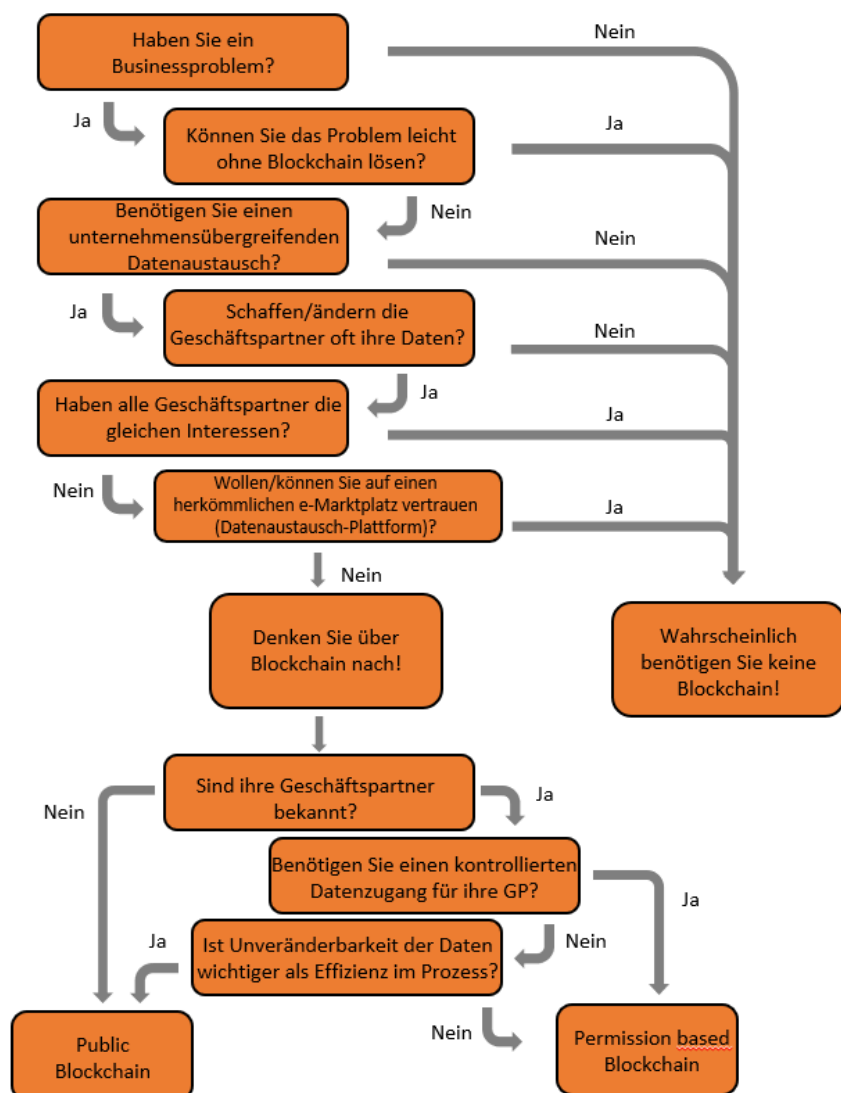 Haben Sie ein
Businessproblem?
Nein
Ja
Können Sie das Problem leicht
ohne Blockchain lösen?
Ja
Nein
Benötigen Sie einen
unternehmensübergreifenden
Datenaustausch?
Nein
Ja
Schaffen/ändern die
Geschäftspartner oft ihre Daten?
Nein
Ja
Haben alle Geschäftspartner die
gleichen Interessen?
Ja
Nein
Wollen/können Sie auf einen
herkömmlichen e-Marktplatz vertrauen
(Datenaustausch-Plattform)?
Ja
Nein
Denken Sie über
Blockchain nach!
Wahrscheinlich
benötigen Sie keine
Blockchain!
Sind ihre Geschäftspartner
bekannt?
Nein
Ja
Benötigen Sie einen kontrollierten
Datenzugang für ihre GP?
Ja
Nein
Ist Unveränderbarkeit der Daten
wichtiger als Effizienz im Prozess?
Ja
Nein
Public
Blockchain
Permission based
Blockchain